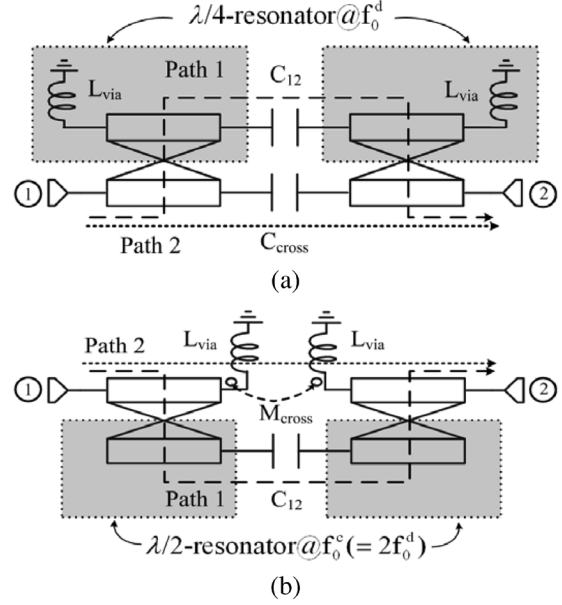 λ/4-resonator@f₀ᵈ
Path 1
C₁₂
Lvia
Lvia
1
2
Path 2
Ccross
(a)
Lvia
Lvia
Path 2
1
2
Mcross
Path 1
C₁₂
λ/2-resonator@f₀ᶜ(= 2f₀ᵈ)
(b)